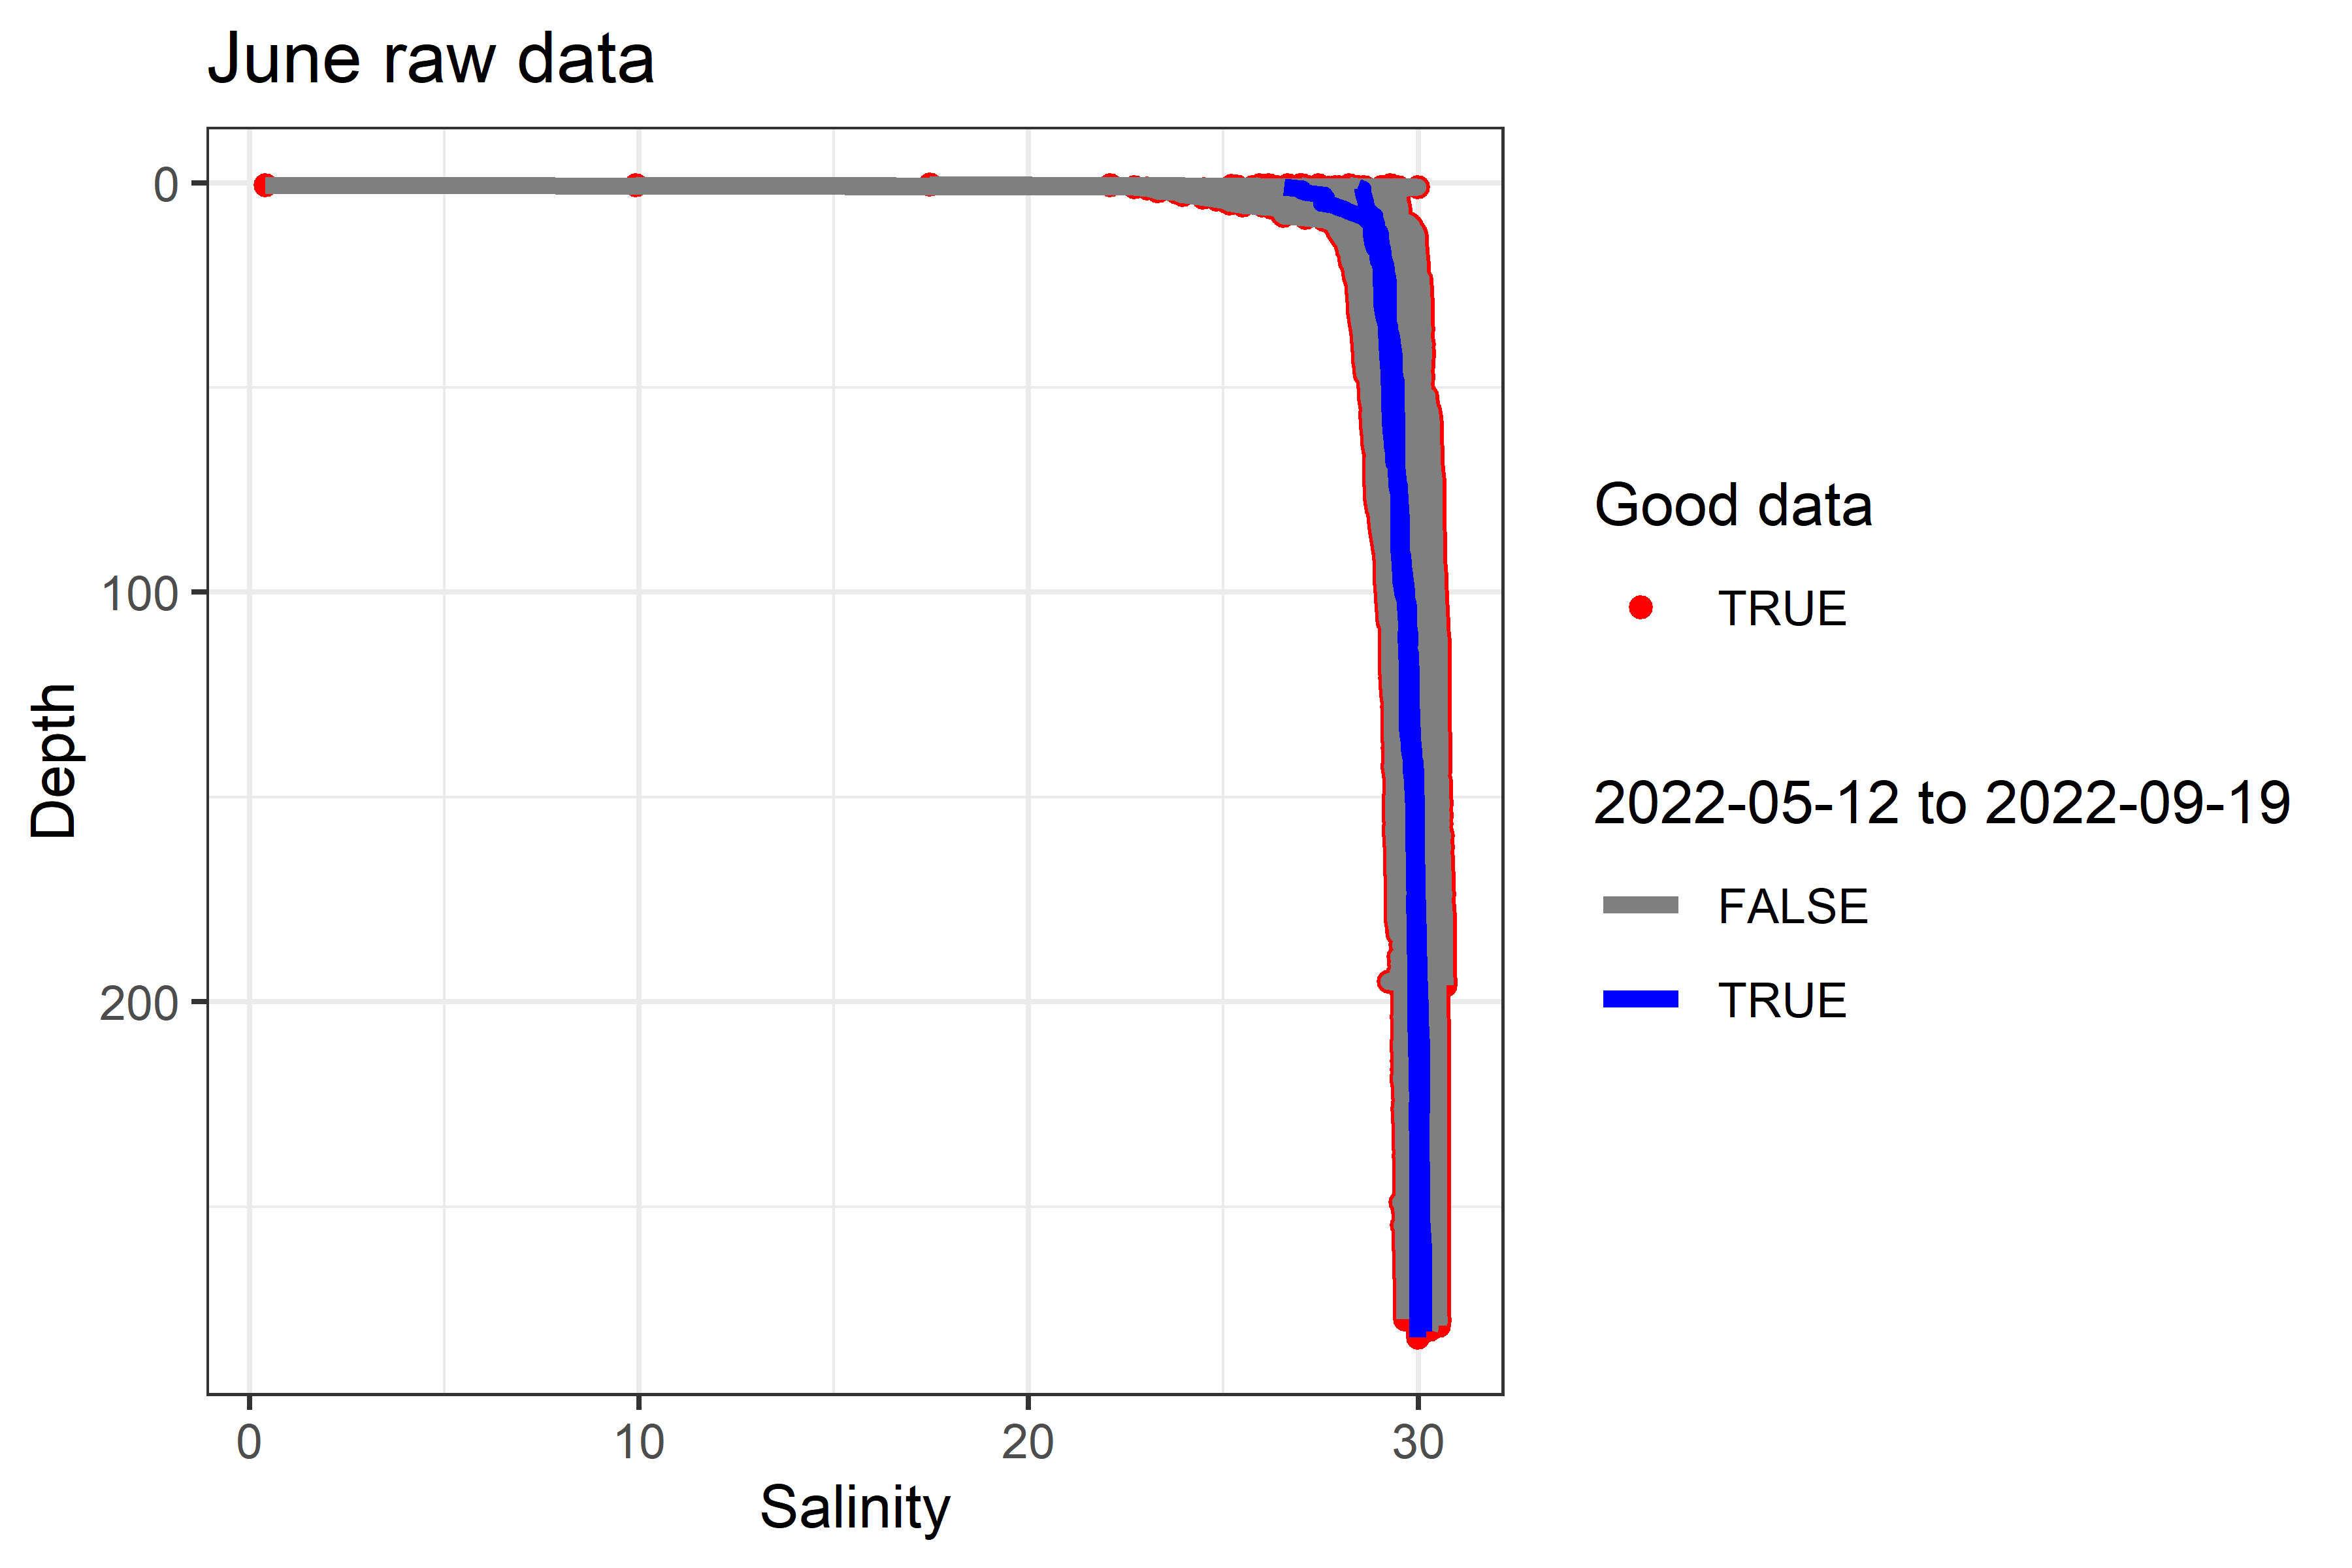 June raw data
0
100
200
Depth
0
10
20
30
Salinity
Good data
TRUE
2022-05-12 to 2022-09-19
FALSE
TRUE